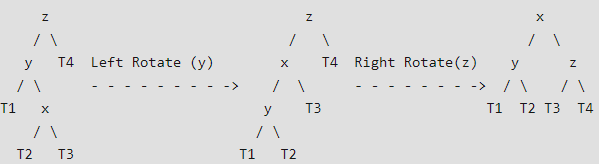 z                                z                            x
    / \                              /  \                         /  \
   y   T4  Left Rotate (y)          x    T4  Right Rotate(z)    y      z
  / \      - - - - - - - - ->     /  \      - - - - - - - ->  / \    / \
T1   x                           y    T3                    T1  T2 T3  T4
    / \                         / \
  T2   T3                     T1   T2